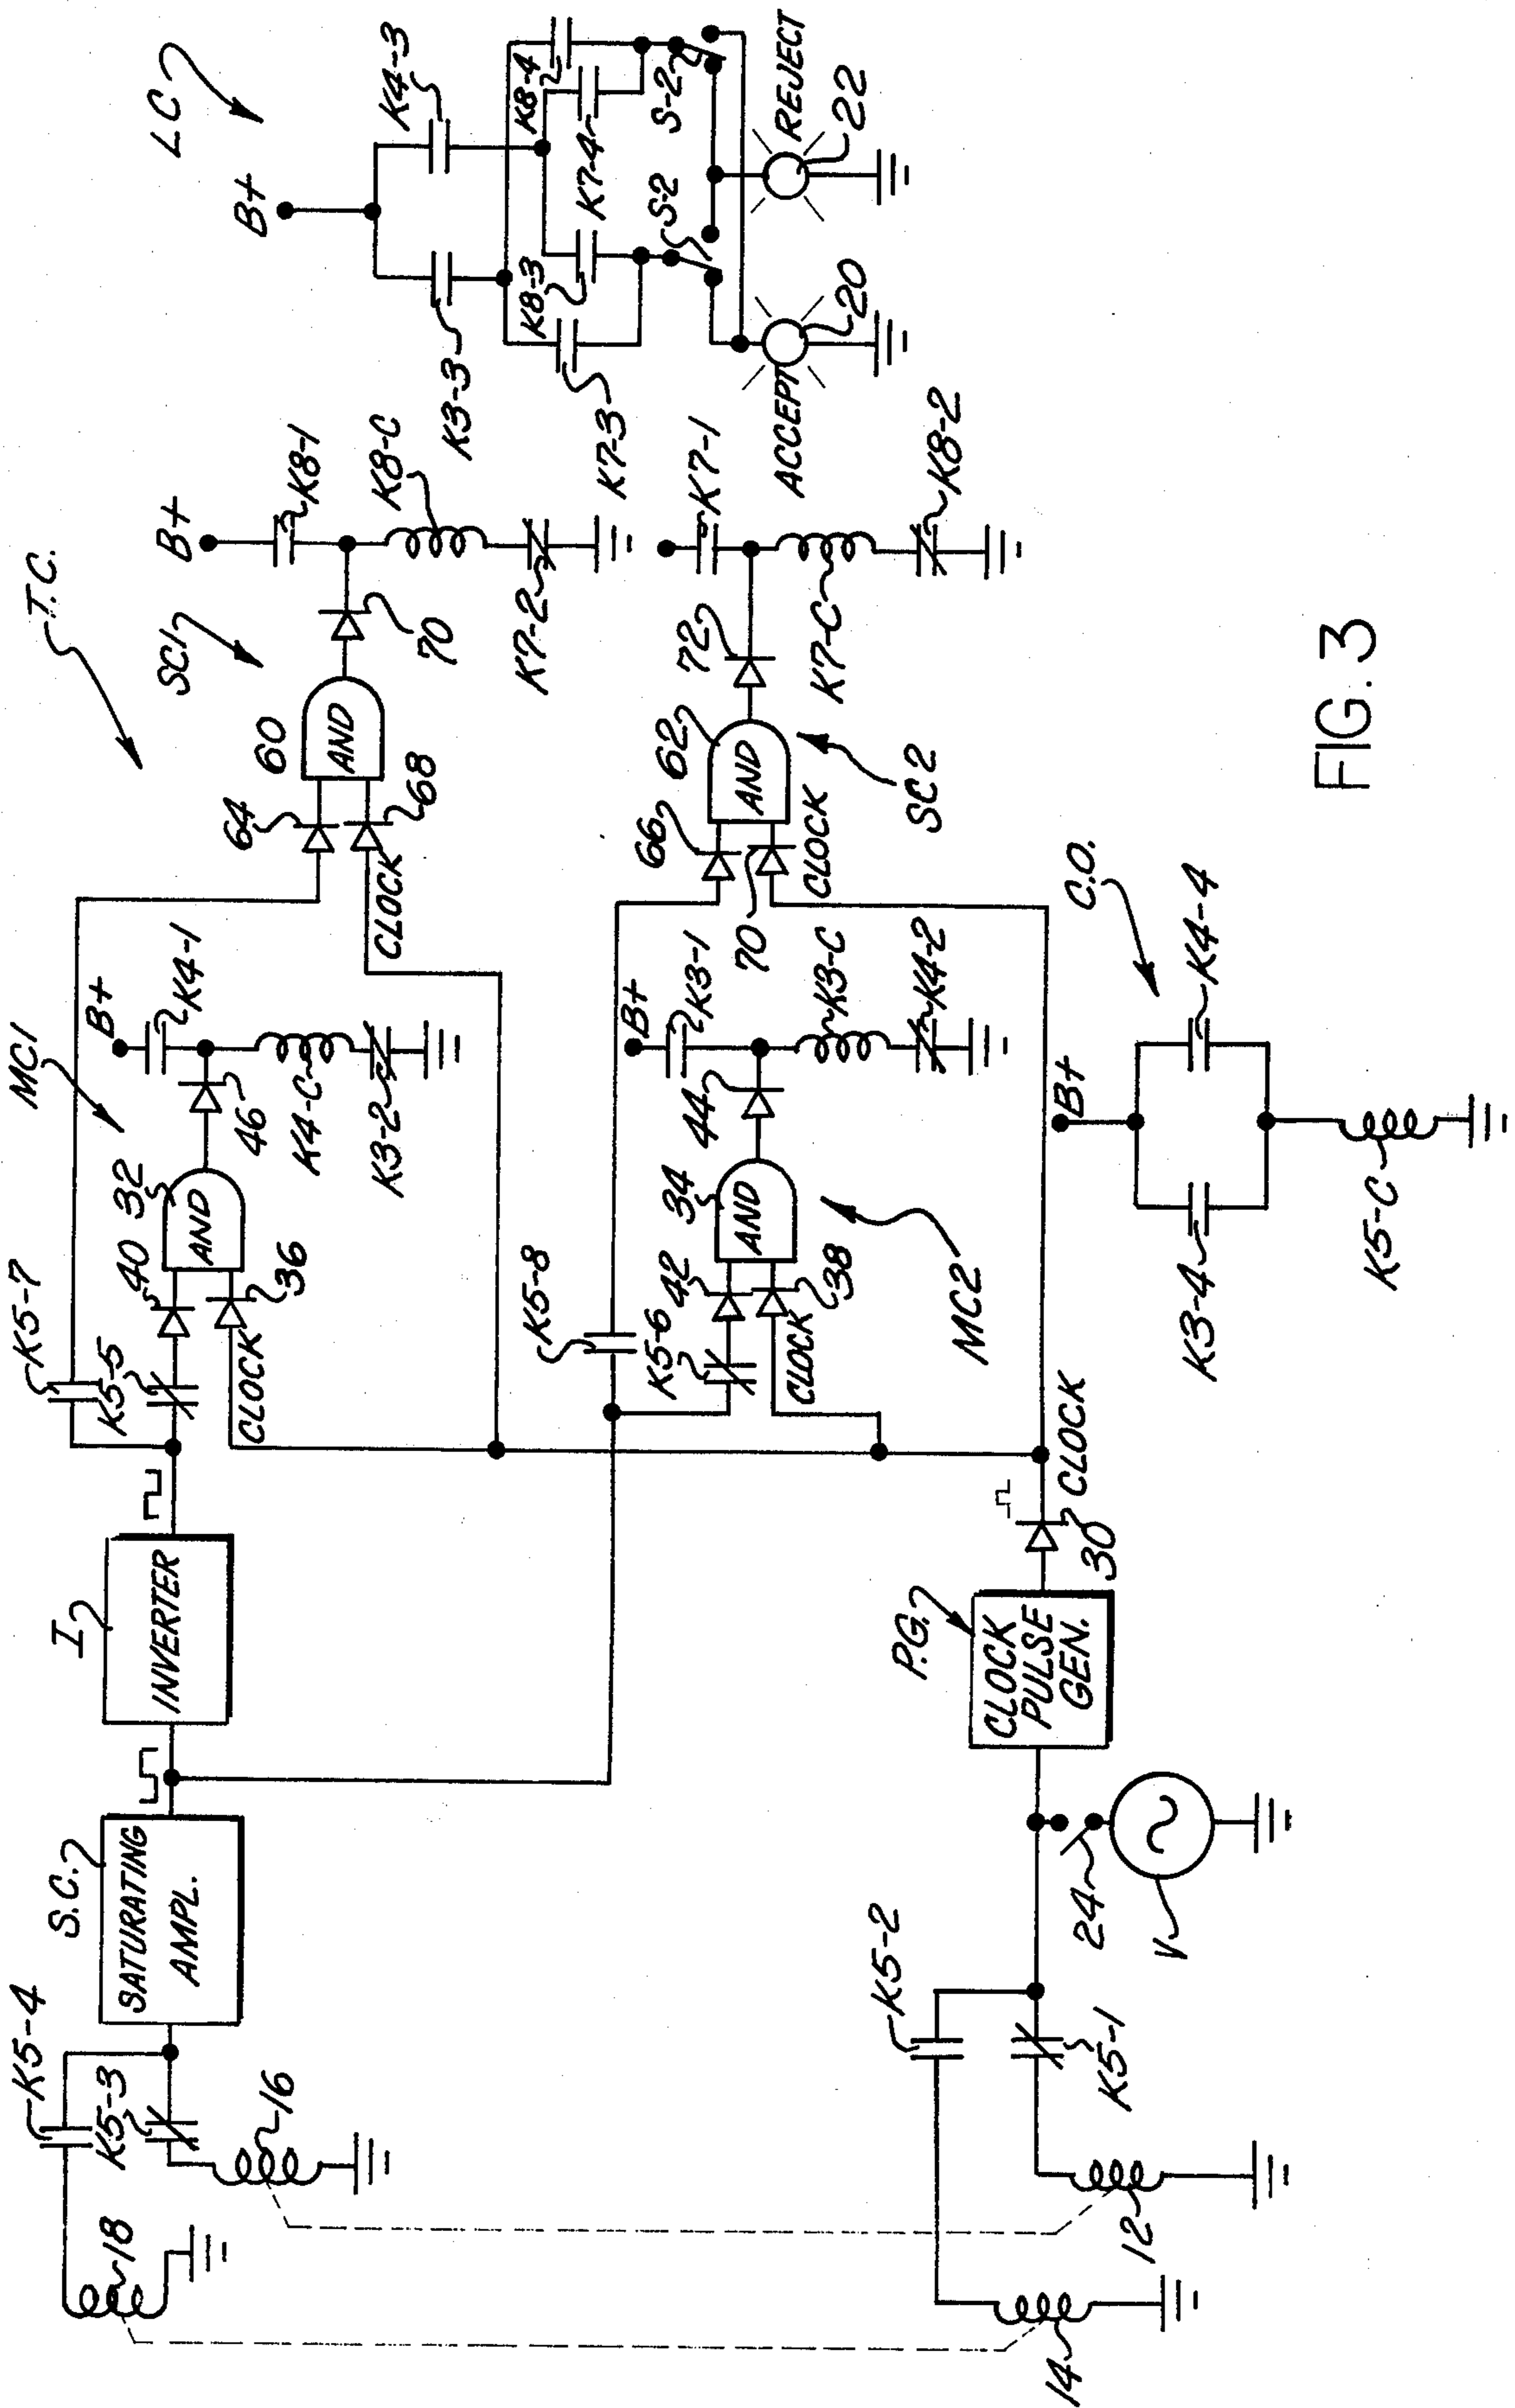 T.C.
LC
B+
K4-3
K3-3
K8-4
K8-3
K7-4
K7-3
S-2
S-2
ACCEPT
20
REJECT
22
SC1
B+
K8-1
K8-C
K7-2
70
60
AND
64
68
CLOCK
K7-1
K7-C
K8-2
72
62
AND
66
70
CLOCK
SC2
MC1
B+
K4-1
46
K4-C
K3-2
32
AND
40
36
CLOCK
K5-7
K5-5
B+
K3-1
K3-C
K4-2
44
34
AND
42
38
CLOCK
K5-8
K5-6
MC2
I
INVERTER
S.C.
SATURATING
AMPL.
K5-4
K5-3
16
18
P.G.
CLOCK
PULSE
GEN.
30
CLOCK
24
V
K5-2
K5-1
12
14
C.O.
B+
K4-4
K3-4
K5-C
FIG. 3